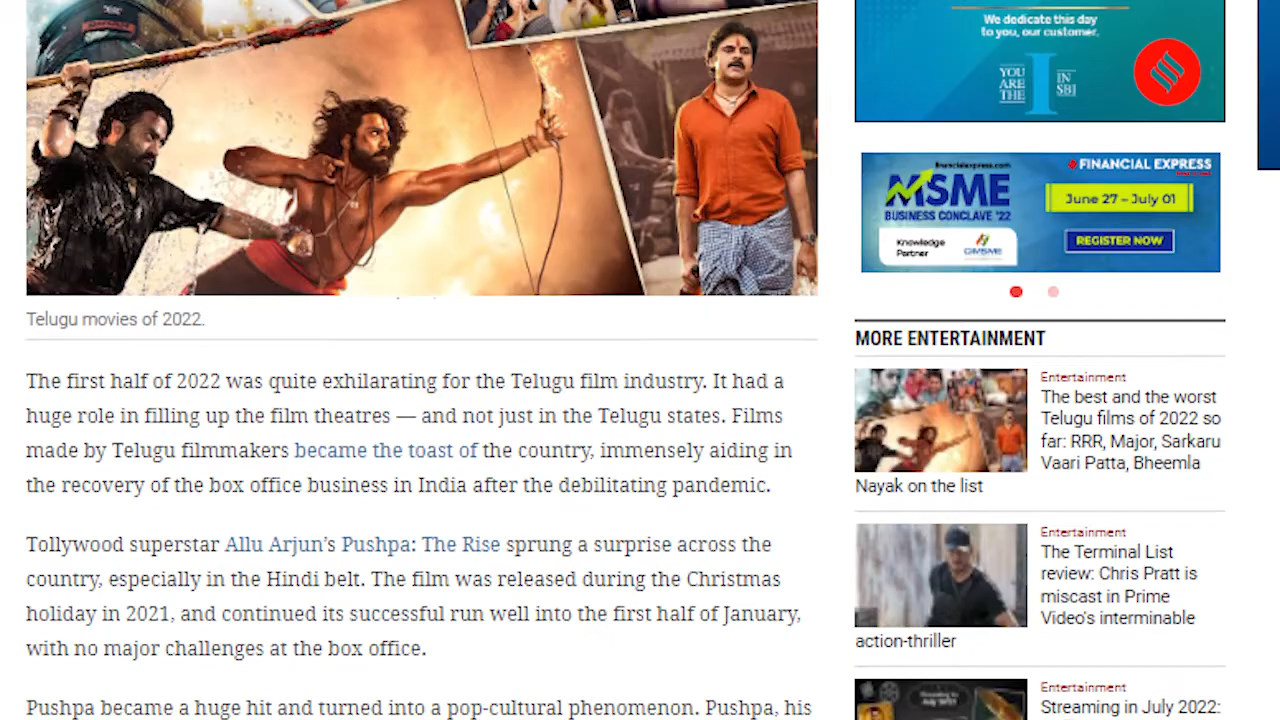 Telugu movies of 2022.
The first half of 2022 was quite exhilarating for the Telugu film industry. It had a
huge role in filling up the film theatres — and not just in the Telugu states. Films
made by Telugu filmmakers became the toast of the country, immensely aiding in
the recovery of the box office business in India after the debilitating pandemic.
Tollywood superstar Allu Arjun's Pushpa: The Rise sprung a surprise across the
country, especially in the Hindi belt. The film was released during the Christmas
holiday in 2021, and continued its successful run well into the first half of January,
with no major challenges at the box office.
Pushpa became a huge hit and turned into a pop-cultural phenomenon. Pushpa, his
We dedicate this day
to you, our customer.
YOU
ARE
THE
I
IN
SBI
financialexpress.com
MSME
BUSINESS CONCLAVE '22
Knowledge
Partner
FINANCIAL EXPRESS
June 27 – July 01
REGISTER NOW
MORE ENTERTAINMENT
Entertainment
The best and the worst
Telugu films of 2022 so
far: RRR, Major, Sarkaru
Vaari Patta, Bheemla
Nayak on the list
Entertainment
The Terminal List
review: Chris Pratt is
miscast in Prime
Video's interminable
action-thriller
Entertainment
Streaming in July 2022: